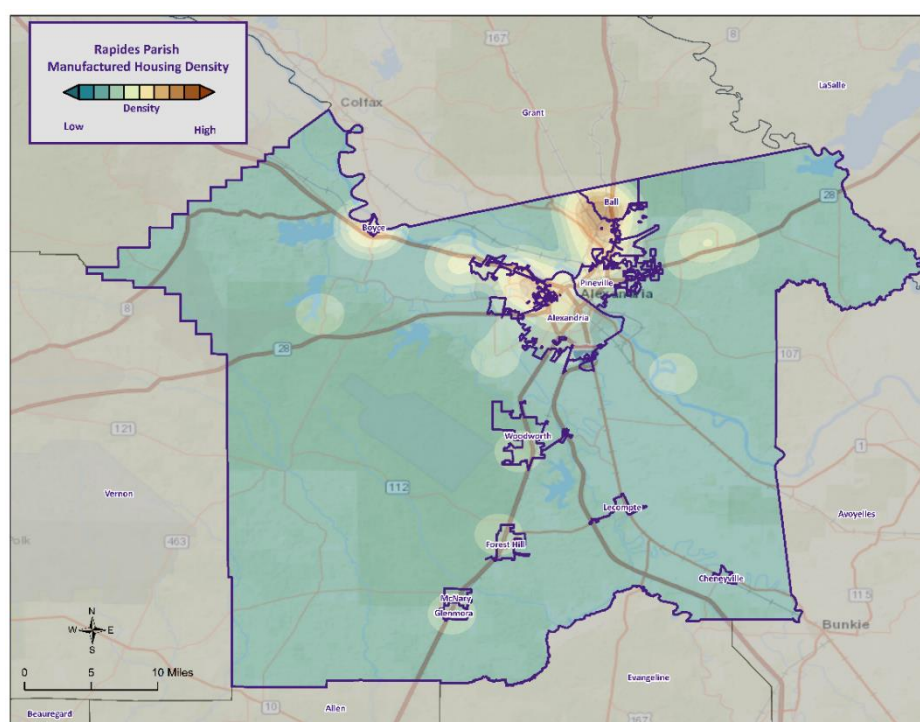 Rapides Parish
Manufactured Housing Density
Density
Low
High
167
8
LaSalle
Colfax
Grant
28
Ball
Boyce
Pineville
Alexandria
Alexandria
8
28
107
121
Woodworth
1
112
Vernon
Lecompte
Avoyelles
463
Forest Hill
Cheneyville
McNary
115
Glenmora
Bunkie
N
W
E
S
0
5
10 Miles
Evangeline
10
Allen
Beauregard
167